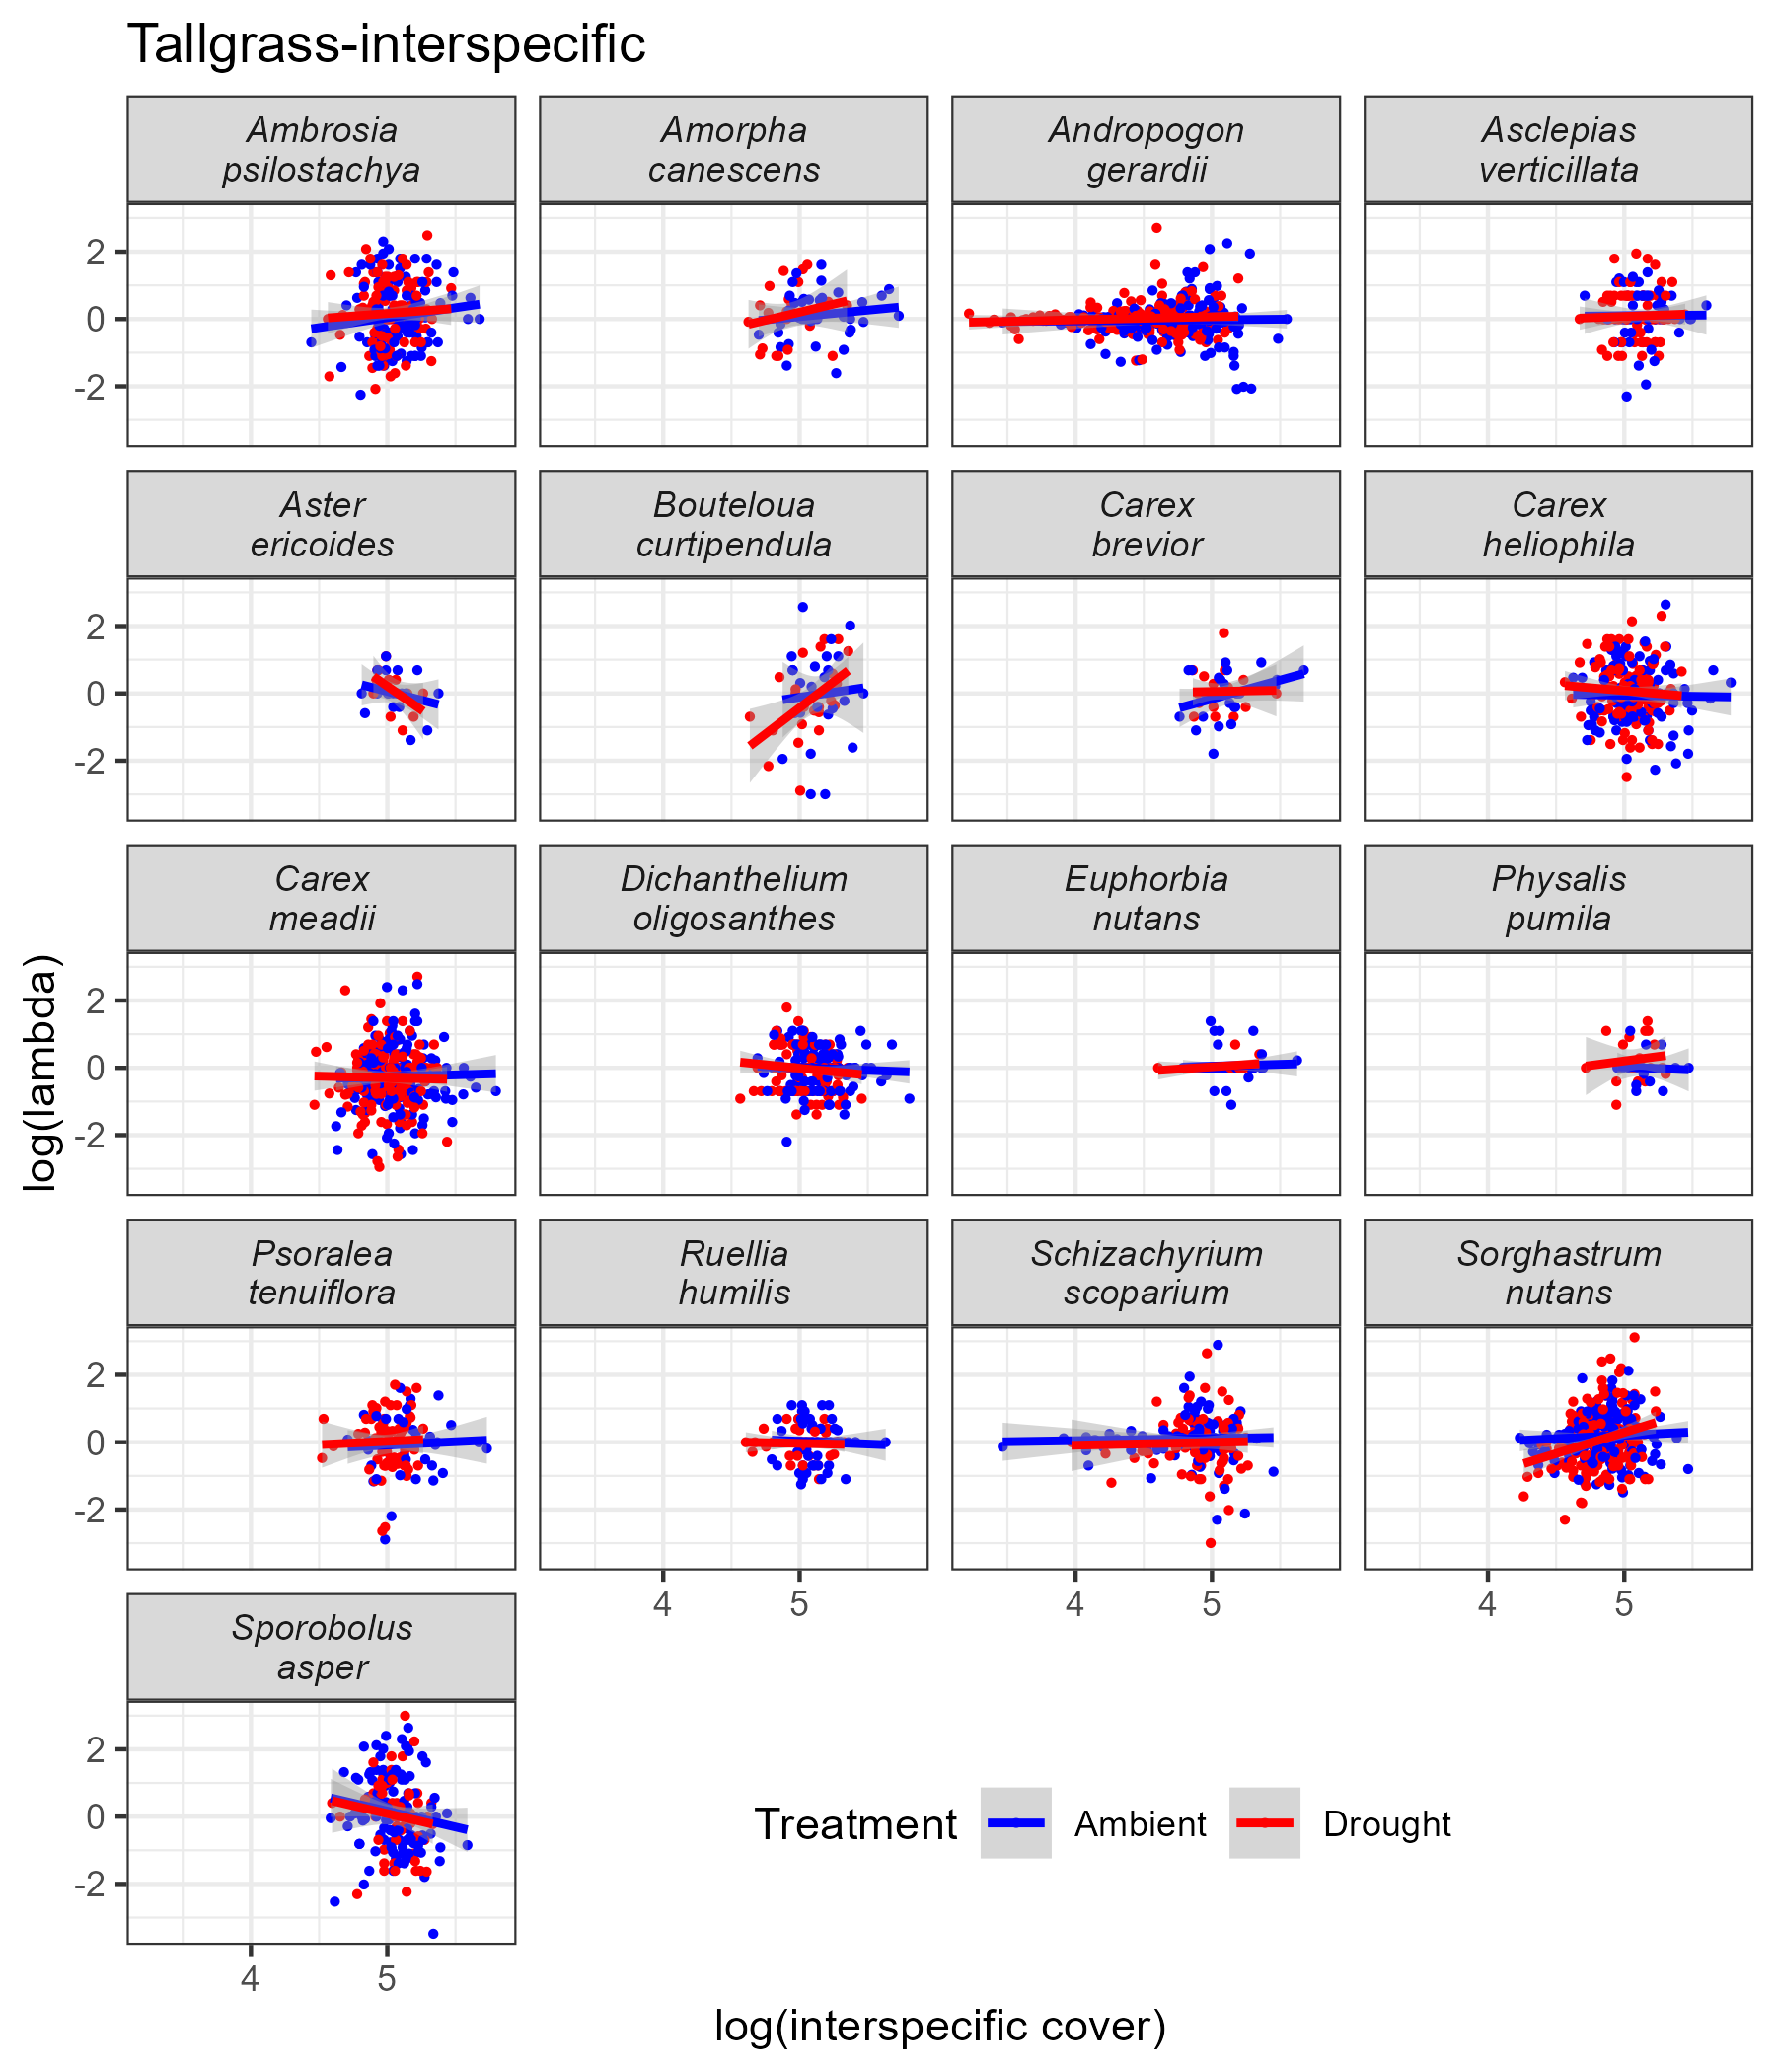 Tallgrass-interspecific
Ambrosia
psilostachya
Amorpha
canescens
Andropogon
gerardii
Asclepias
verticillata
2
0
-2
Aster
ericoides
Bouteloua
curtipendula
Carex
brevior
Carex
heliophila
2
0
-2
Carex
meadii
Dichanthelium
oligosanthes
Euphorbia
nutans
Physalis
pumila
2
0
-2
log(lambda)
Psoralea
tenuiflora
Ruellia
humilis
Schizachyrium
scoparium
Sorghastrum
nutans
2
0
-2
4 5
4 5
4 5
Sporobolus
asper
2
0
-2
4 5
Treatment Ambient Drought
log(interspecific cover)